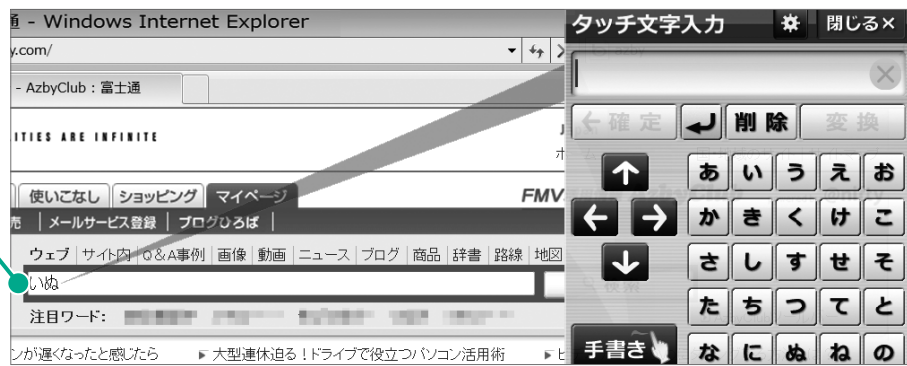 通 - Windows Internet Explorer
y.com/
- AzbyClub : 富士通
ITIES ARE INFINITE
使いこなし ショッピング マイページ
FMV
売 | メールサービス登録 | ブログひろば |
ウェブ | サイト内 | Q&A事例 | 画像 | 動画 | ニュース | ブログ | 商品 | 辞書 | 路線 | 地図
いぬ
注目ワード:
ンが遅くなったと感じたら ▶ 大型連休迫る!ドライブで役立つパソコン活用術
タッチ文字入力 閉じる×
←確定 削除 変換
あ い う え お
か き く け こ
さ し す せ そ
た ち つ て と
手書き な に ぬ ね の